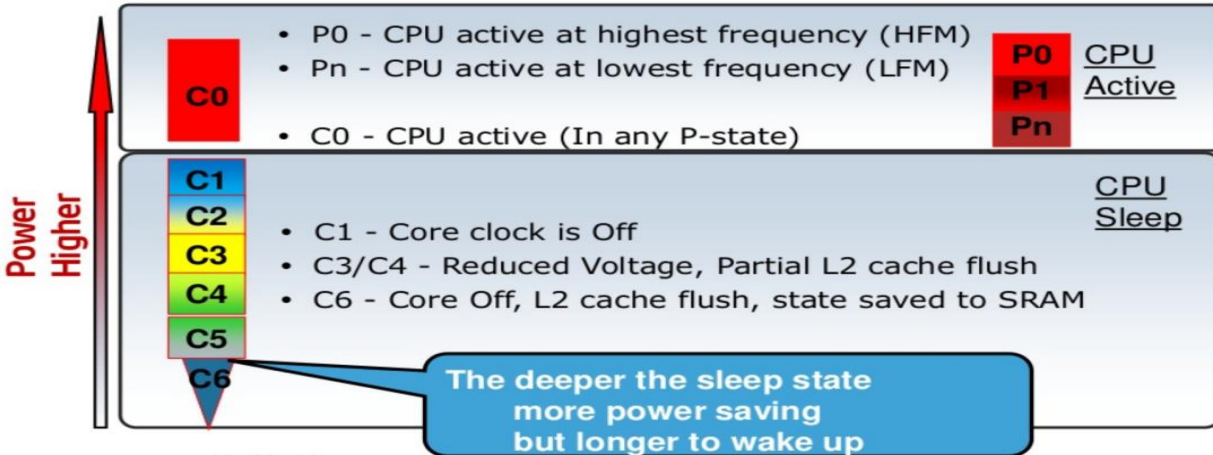 • P0 - CPU active at highest frequency (HFM)
• Pn - CPU active at lowest frequency (LFM)
• C0 - CPU active (In any P-state)
C0
P0
P1
Pn
CPU
Active
Power
Higher
C1
C2
C3
C4
C5
C6
• C1 - Core clock is Off
• C3/C4 - Reduced Voltage, Partial L2 cache flush
• C6 - Core Off, L2 cache flush, state saved to SRAM
CPU
Sleep
The deeper the sleep state
more power saving
but longer to wake up